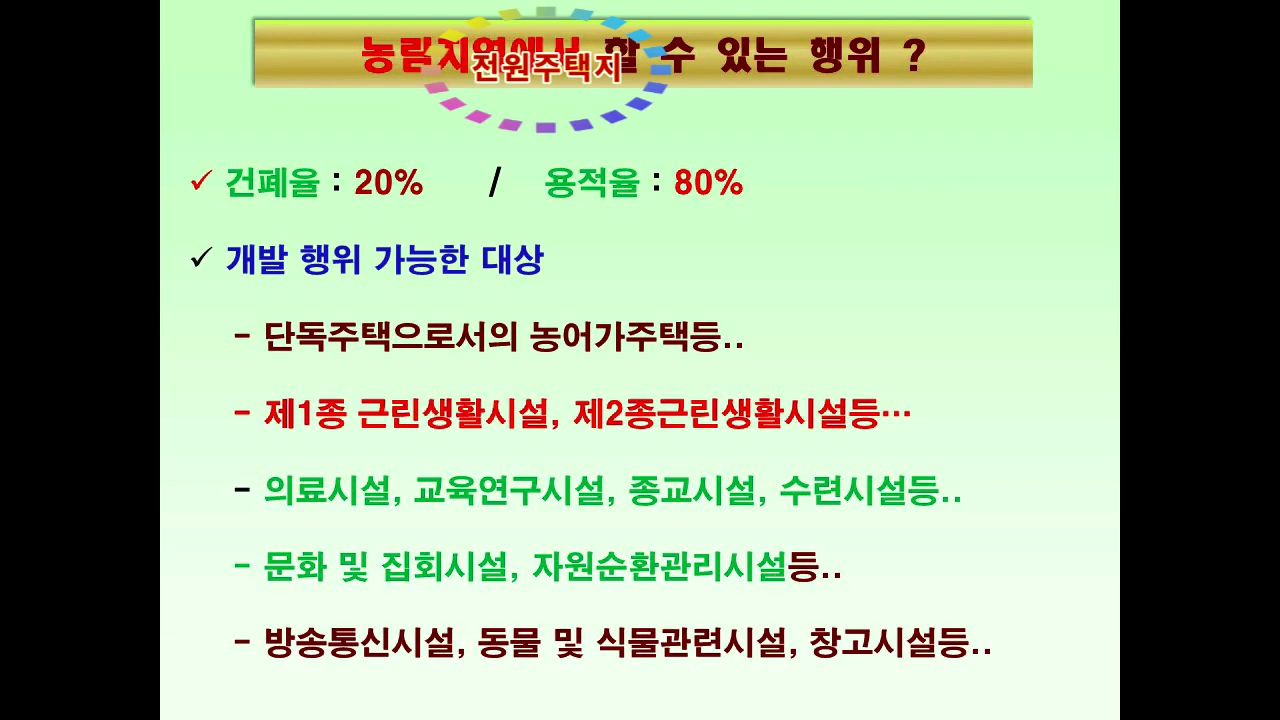 농림지역에서 할 수 있는 행위 ?
전원주택지
✓ 건폐율 : 20% / 용적율 : 80%
✓ 개발 행위 가능한 대상
- 단독주택으로서의 농어가주택등..
- 제1종 근린생활시설, 제2종근린생활시설등…
- 의료시설, 교육연구시설, 종교시설, 수련시설등..
- 문화 및 집회시설, 자원순환관리시설등..
- 방송통신시설, 동물 및 식물관련시설, 창고시설등..